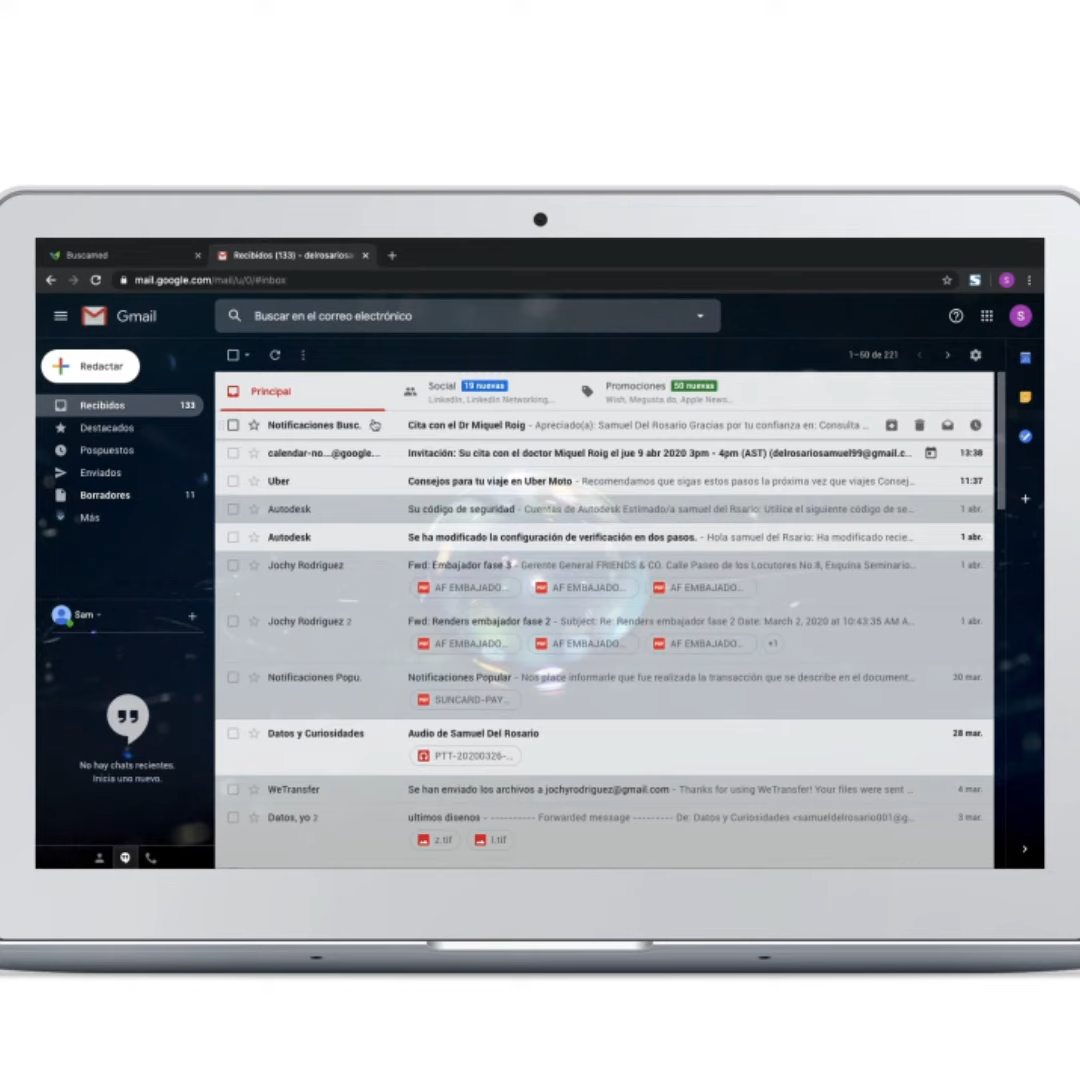 Buscamed
Recibidos (133) - delrosariosa
mail.google.com/mail/u/0/#inbox
S
S
Gmail
Buscar en el correo electrónico
S
Redactar
1–50 de 221
Recibidos 133
Destacados
Pospuestos
Enviados
Borradores 11
Más
Sam
No hay chats recientes.
Inicia uno nuevo.
Principal
Social 19 nuevas
LinkedIn, LinkedIn Networking,...
Promociones 50 nuevas
Wish, Megusta.do, Apple News...
Notificaciones Busc. Cita con el Dr Miquel Roig - Apreciado(a): Samuel Del Rosario Gracias por tu confianza en: Consulta ...
calendar-no...@google... Invitación: Su cita con el doctor Miquel Roig el jue 9 abr 2020 3pm - 4pm (AST) (delrosariosamuel99@gmail.c... 13:38
Uber Consejos para tu viaje en Uber Moto - Recomendamos que sigas estos pasos la próxima vez que viajes Consej... 11:37
Autodesk Su código de seguridad - Cuentas de Autodesk Estimado/a samuel del Rsario: Utilice el siguiente código de se... 1 abr.
Autodesk Se ha modificado la configuración de verificación en dos pasos. - Hola samuel del Rsario: Ha modificado recie... 1 abr.
Jochy Rodriguez Fwd: Embajador fase 3 - Gerente General FRIENDS & CO. Calle Paseo de los Locutores No.8, Esquina Seminario... 1 abr.
PDF AF EMBAJADO... PDF AF EMBAJADO... PDF AF EMBAJADO...
Jochy Rodriguez 2 Fwd: Renders embajador fase 2 - Subject: Re: Renders embajador fase 2 Date: March 2, 2020 at 10:43:35 AM A... 1 abr.
PDF AF EMBAJADO... PDF AF EMBAJADO... PDF AF EMBAJADO... +1
Notificaciones Popu. Notificaciones Popular - Nos place informarle que fue realizada la transacción que se describe en el document... 30 mar.
PDF SUNCARD-PAY...
Datos y Curiosidades Audio de Samuel Del Rosario 28 mar.
PTT-20200326-...
WeTransfer Se han enviado los archivos a jochyrodriguez@gmail.com - Thanks for using WeTransfer! Your files were sent ... 4 mar.
Datos, yo 2 ultimos disenos - ---------- Forwarded message --------- De: Datos y Curiosidades <samueldelrosario001@g... 3 mar.
2.tif 1.tif